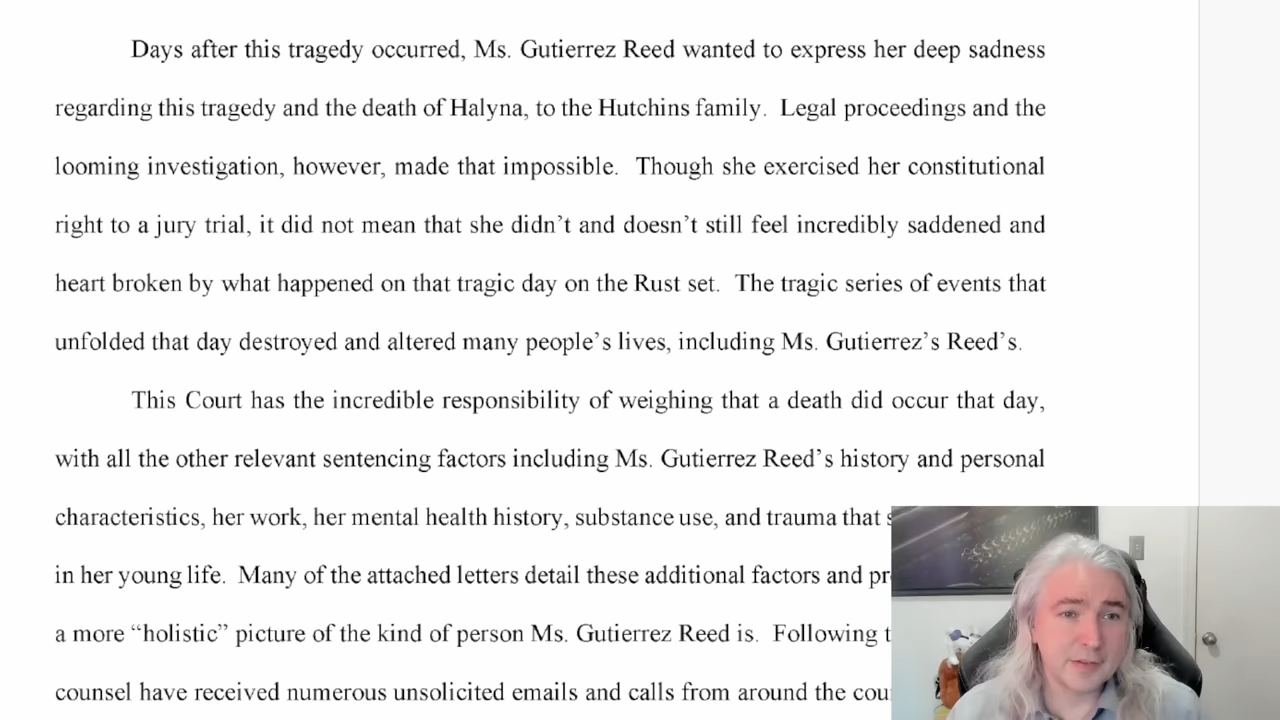 Days after this tragedy occurred, Ms. Gutierrez Reed wanted to express her deep sadness
regarding this tragedy and the death of Halyna, to the Hutchins family. Legal proceedings and the
looming investigation, however, made that impossible. Though she exercised her constitutional
right to a jury trial, it did not mean that she didn't and doesn't still feel incredibly saddened and
heart broken by what happened on that tragic day on the Rust set. The tragic series of events that
unfolded that day destroyed and altered many people's lives, including Ms. Gutierrez's Reed's.
This Court has the incredible responsibility of weighing that a death did occur that day,
with all the other relevant sentencing factors including Ms. Gutierrez Reed's history and personal
characteristics, her work, her mental health history, substance use, and trauma that
in her young life. Many of the attached letters detail these additional factors and
a more “holistic” picture of the kind of person Ms. Gutierrez Reed is. Following
counsel have received numerous unsolicited emails and calls from around the